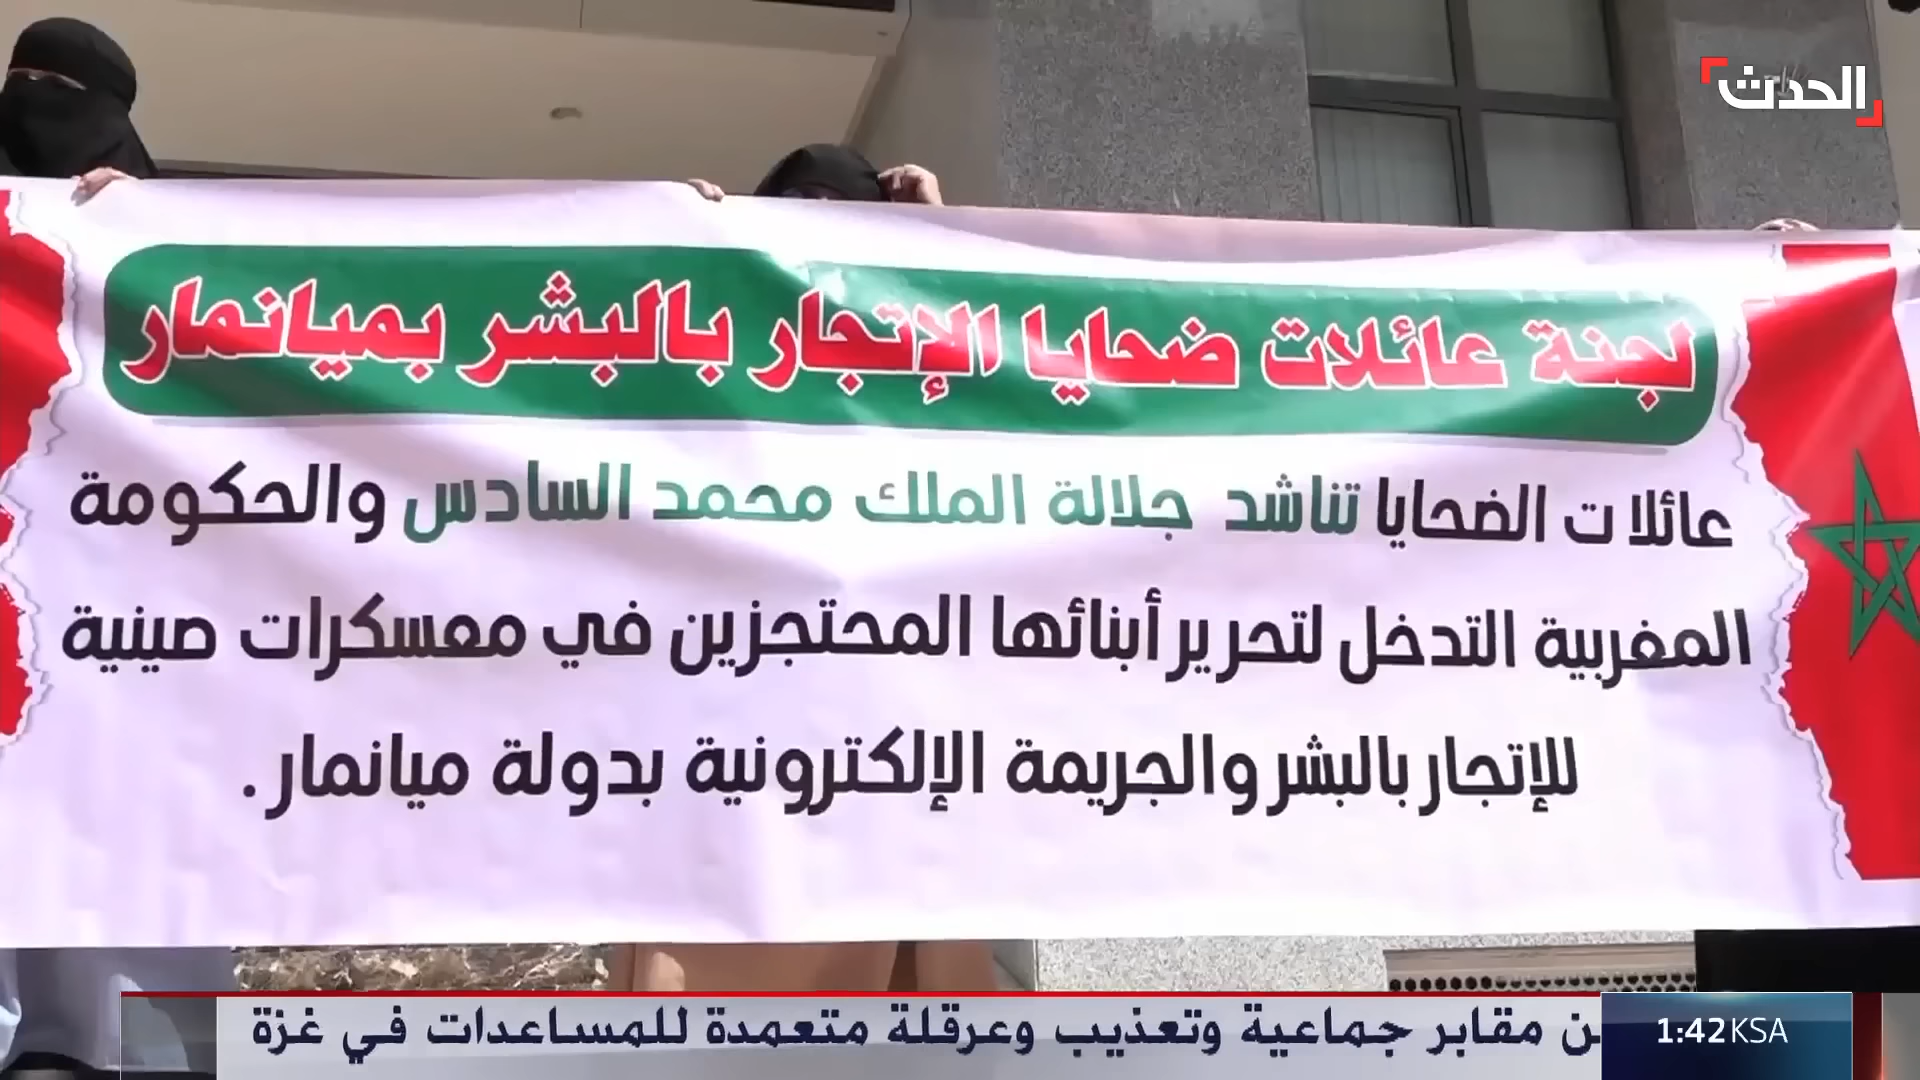 الحدث
لجنة عائلات ضحايا الإتجار بالبشر بميانمار
عائلات الضحايا تناشد جلالة الملك محمد السادس والحكومة
المغربية التدخل لتحرير أبنائها المحتجزين في معسكرات صينية
للإتجار بالبشر والجريمة الإلكترونية بدولة ميانمار.
مقابر جماعية وتعذيب وعرقلة متعمدة للمساعدات في غزة
1:42 KSA